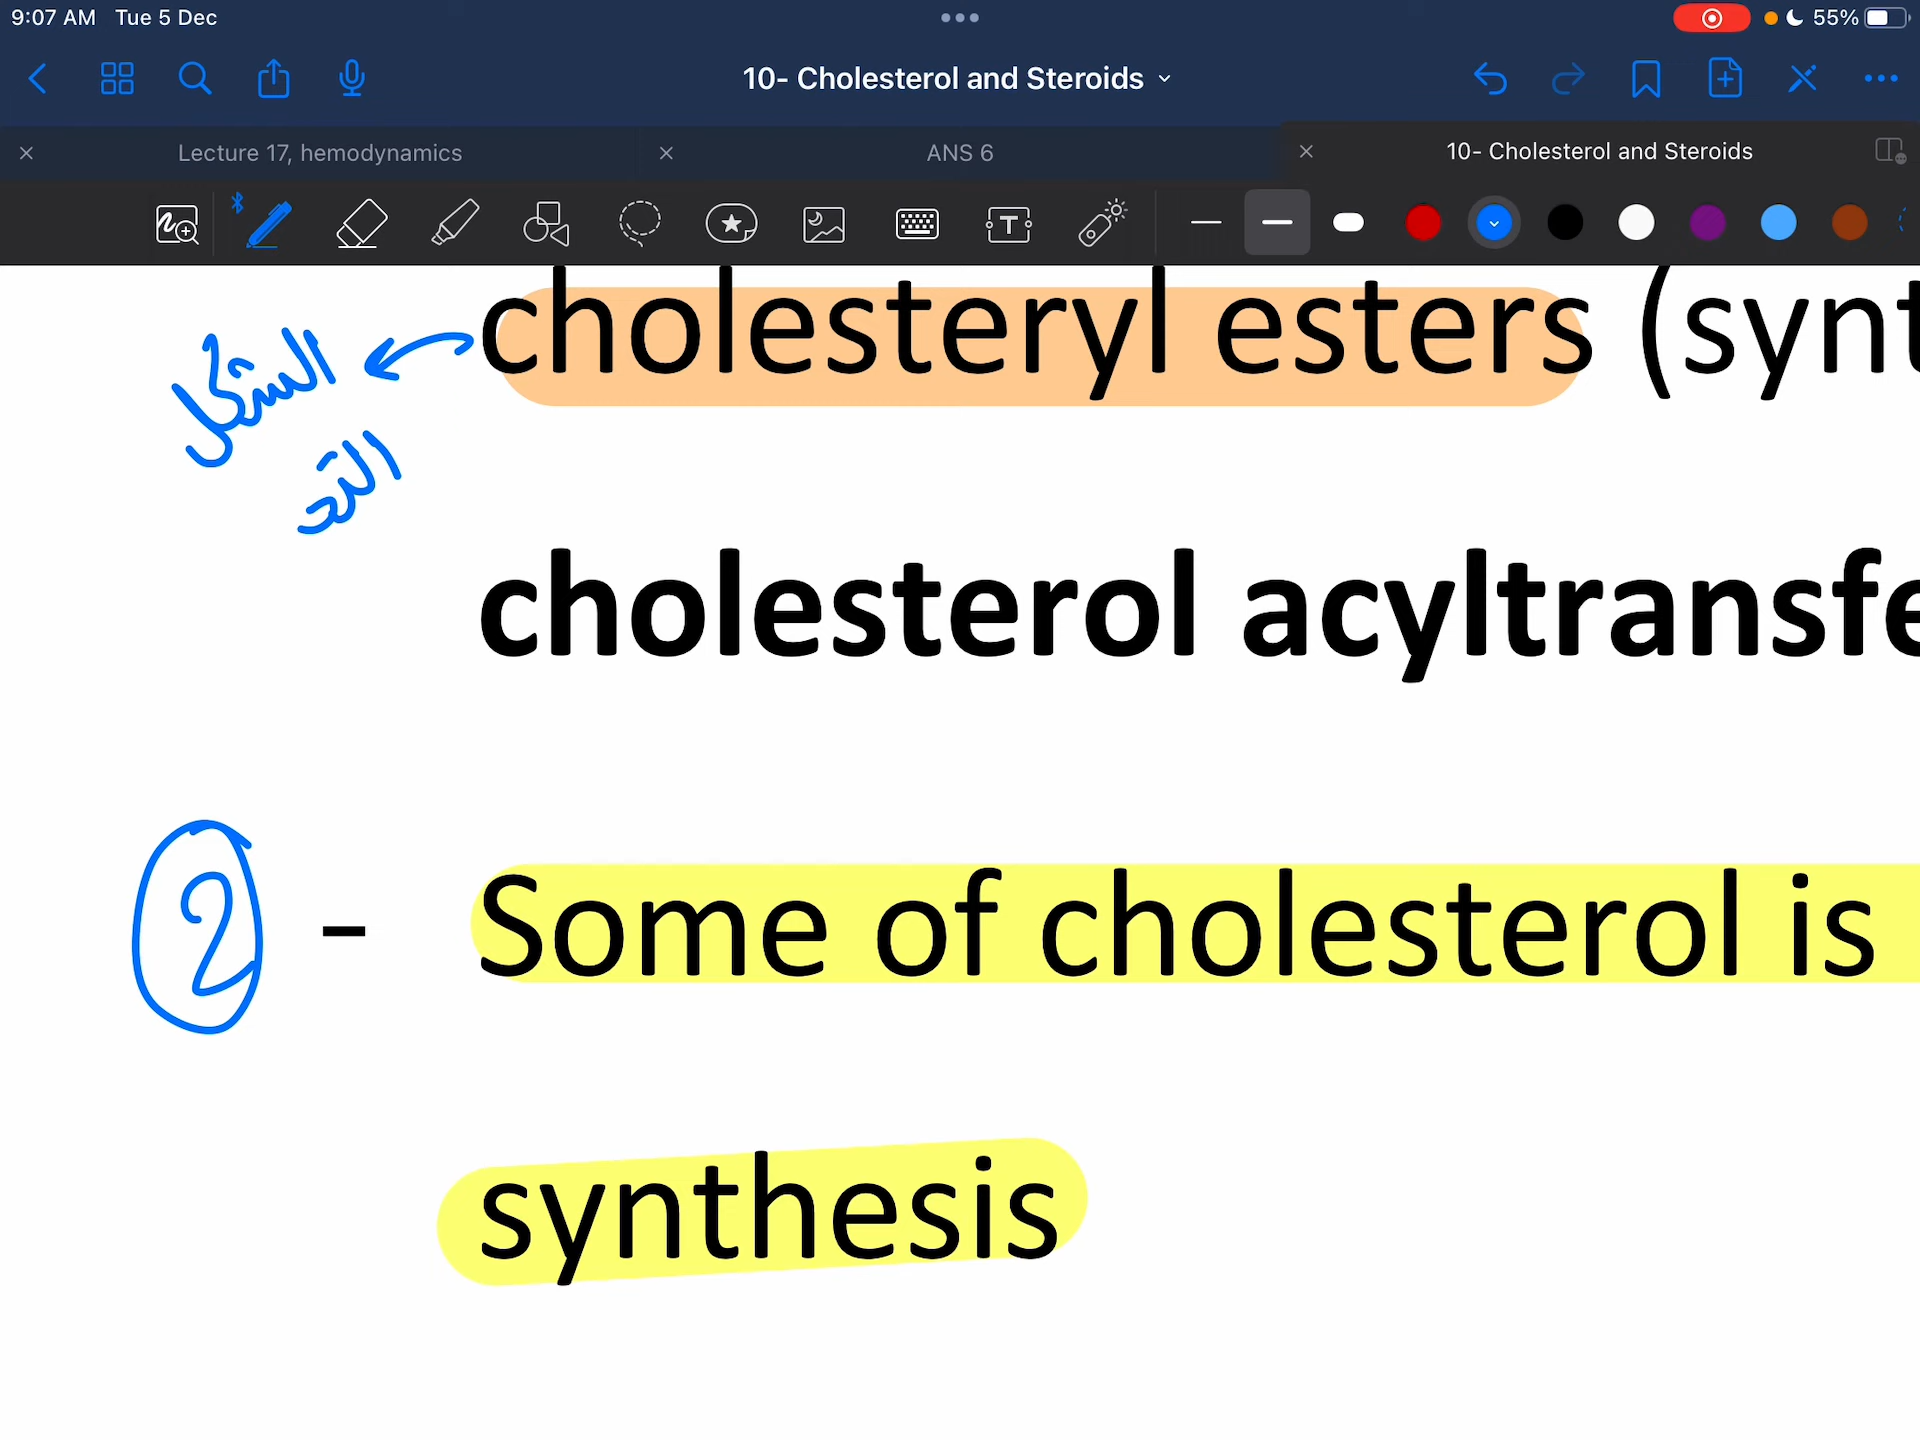 9:07 AM Tue 5 Dec
55%
10- Cholesterol and Steroids
Lecture 17, hemodynamics
ANS 6
10- Cholesterol and Steroids
cholesteryl esters (synt
الشكل
cholesterol acyltransfe
2 - Some of cholesterol is
synthesis